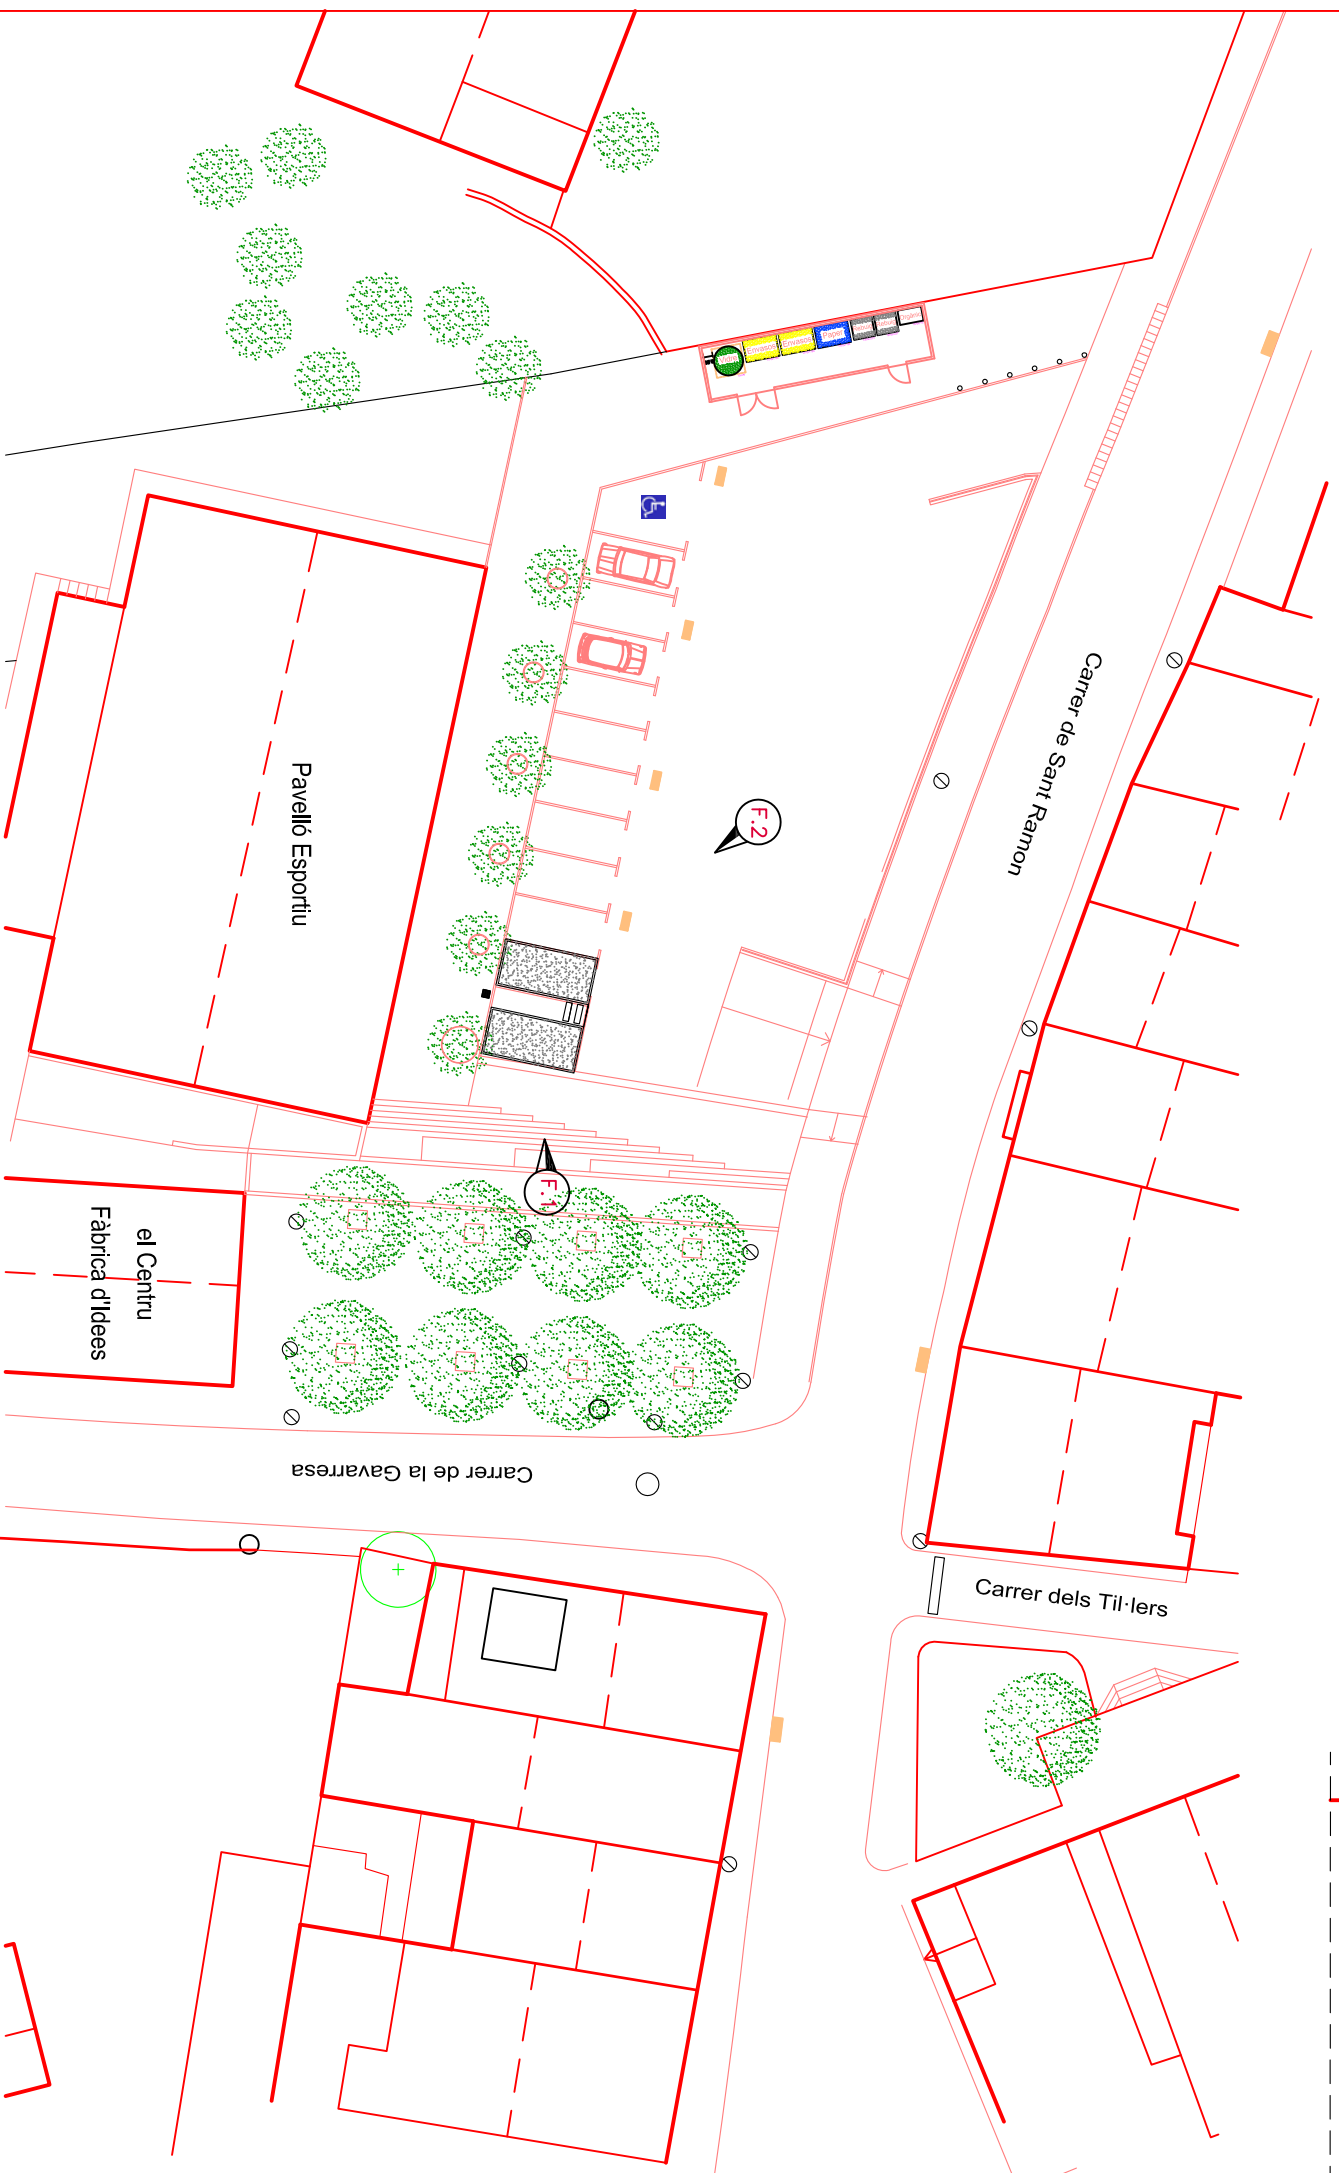 Vidre
Envasos
Envasos
Paper
Carrer de Sant Ramon
F.2
Pavelló Esportiu
F.1
el Centru
Fàbrica d'Idees
Carrer de la Gavarresa
Carrer dels Til·lers